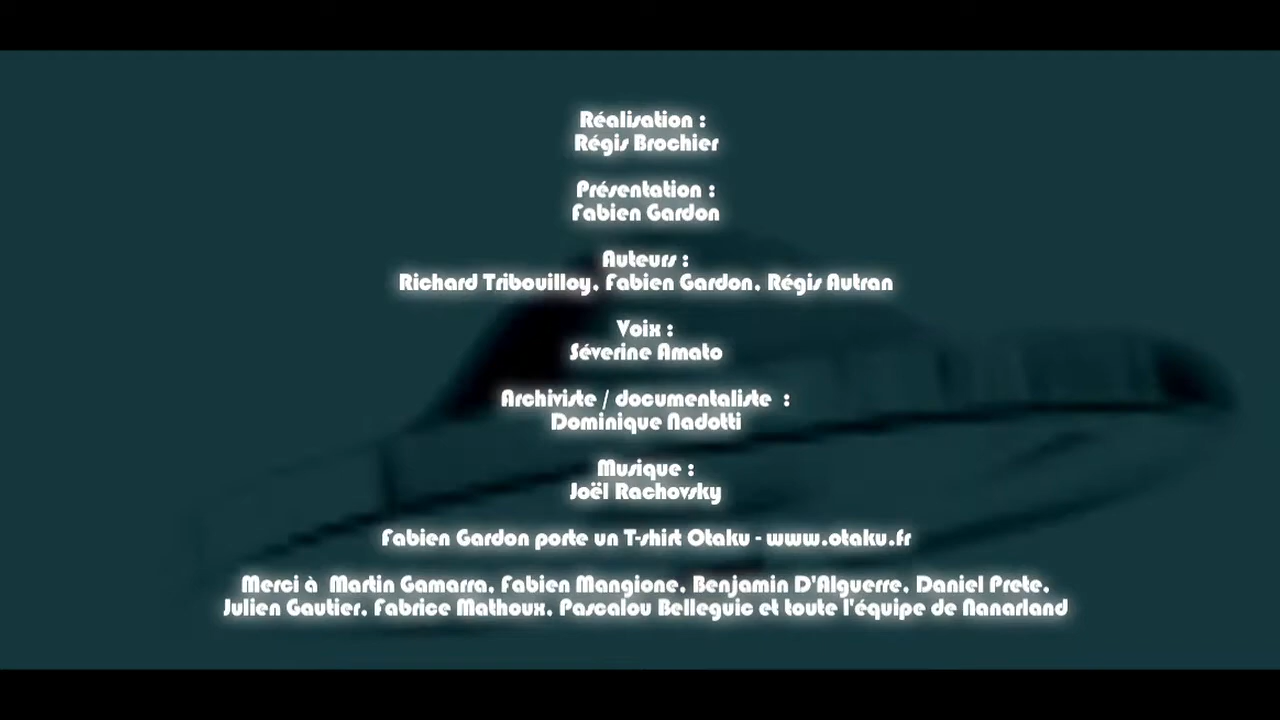 Réalisation :
Régis Brochier
Présentation :
Fabien Gardon
Auteurs :
Richard Tribouilloy, Fabien Gardon, Régis Autran
Voix :
Séverine Amato
Archiviste / documentaliste :
Dominique Nadotti
Musique :
Joël Rachovsky
Fabien Gardon porte un T-shirt Otaku - www.otaku.fr
Merci à Martin Gamarra, Fabien Mangione, Benjamin D'Alguerre, Daniel Prete,
Julien Gautier, Fabrice Mathoux, Pascalou Belleguic et toute l'équipe de Nanarland